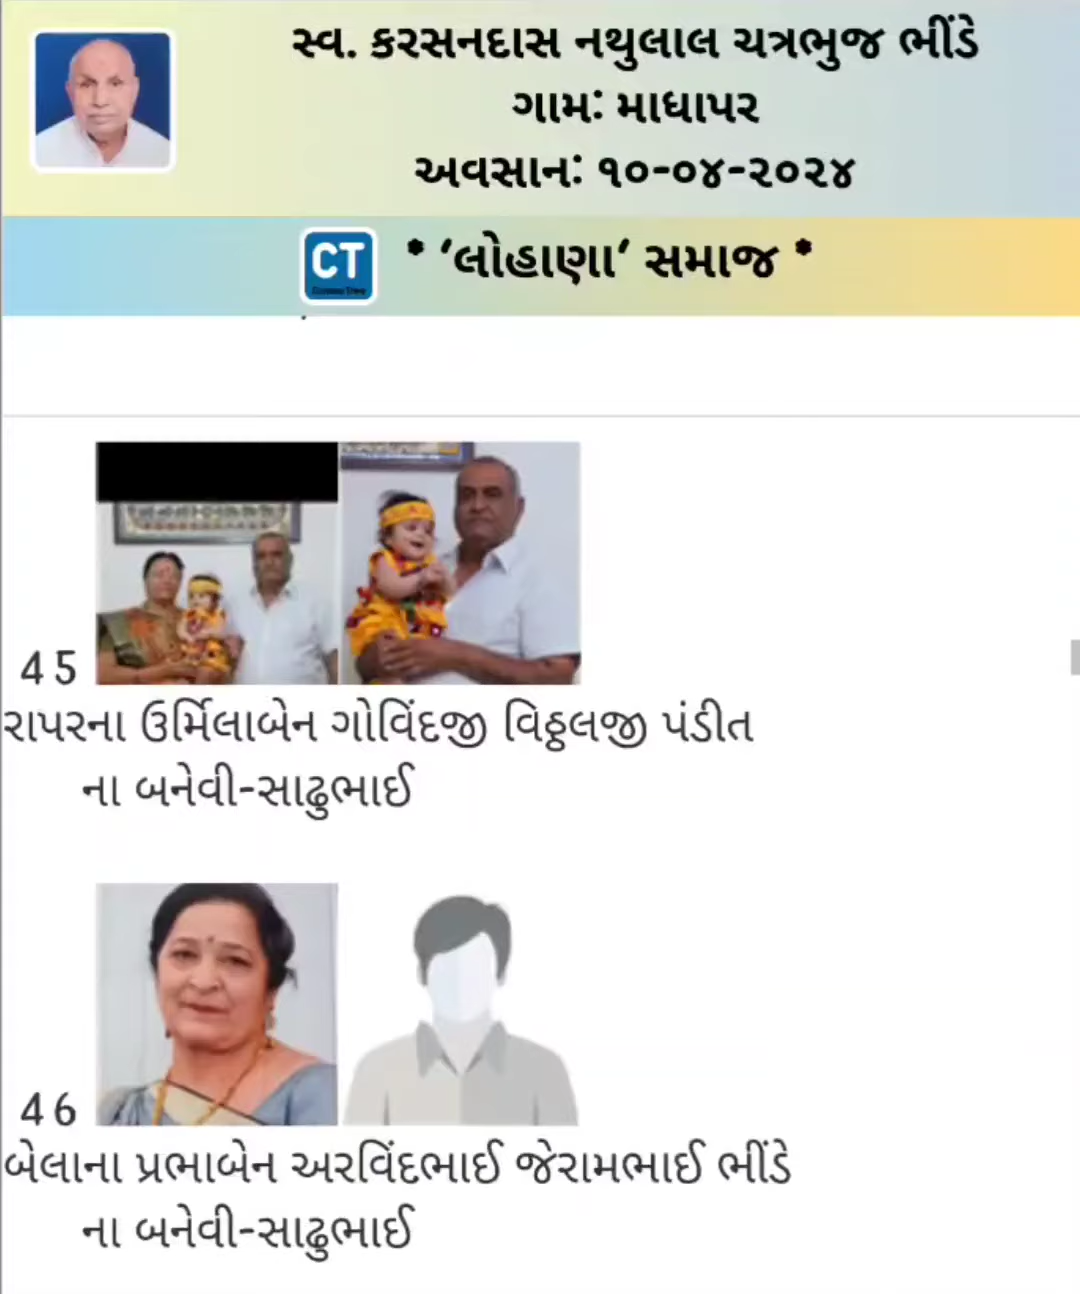 સ્વ. કરસનદાસ નથુલાલ ચત્રભુજ ભીંડે
ગામ: માધાપર
અવસાન: ૧૦-૦૪-૨૦૨૪
CT
* ‘લોહાણા‘ સમાજ *
45
રાપરના ઉર્મિલાબેન ગોવિંદજી વિઠ્ઠલજી પંડીત
ના બનેવી-સાઢુભાઈ
46
બેલાના પ્રભાબેન અરવિંદભાઈ જેરામભાઈ ભીંડે
ના બનેવી-સાઢુભાઈ